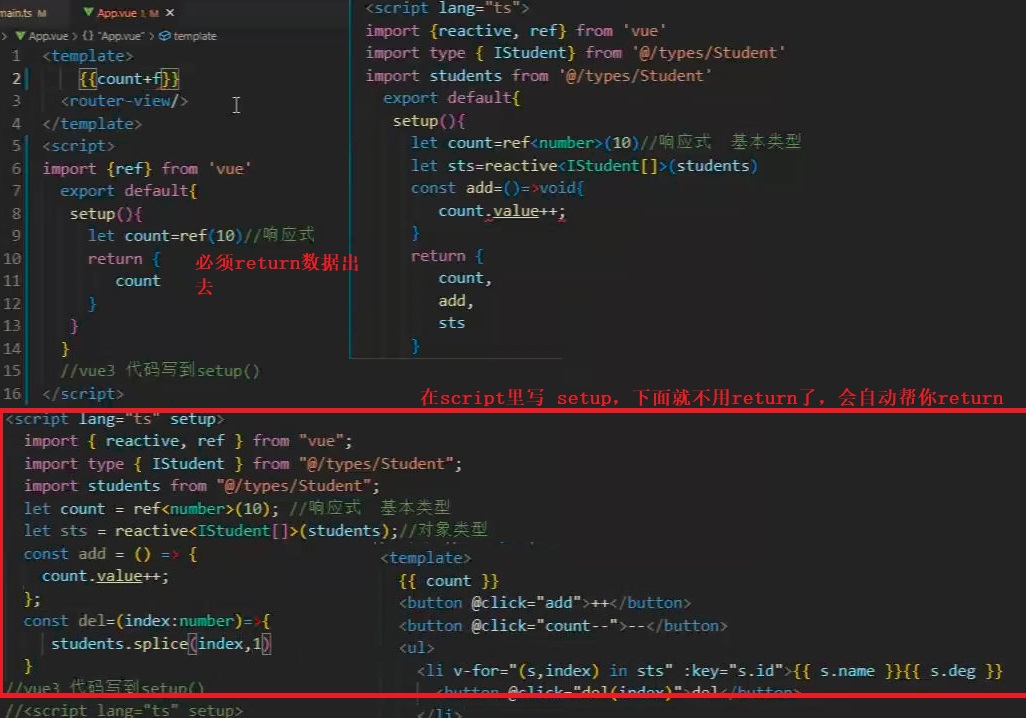 main.ts M
App.vue 1, M ×
> App.vue > {} "App.vue" > template
1 <template>
2 {{count+f}}
3 <router-view/>
4 </template>
5 <script>
6 import {ref} from 'vue'
7 export default{
8 setup(){
9 let count=ref(10)//响应式
10 return {
11 count
12 }
13 }
14 }
15 //vue3 代码写到setup()
16 </script>
必须return数据出
去
<script lang="ts">
import {reactive, ref} from 'vue'
import type { IStudent} from '@/types/Student'
import students from '@/types/Student'
export default{
setup(){
let count=ref<number>(10)//响应式 基本类型
let sts=reactive<IStudent[]>(students)
const add=()=>void{
count.value++;
}
return {
count,
add,
sts
}
在script里写 setup，下面就不用return了，会自动帮你return
<script lang="ts" setup>
import { reactive, ref } from "vue";
import type { IStudent } from "@/types/Student";
import students from "@/types/Student";
let count = ref<number>(10); //响应式 基本类型
let sts = reactive<IStudent[]>(students);//对象类型
const add = () => {
count.value++;
};
const del=(index:number)=>{
students.splice(index,1)
}
//vue3 代码写到setup()
//<script lang="ts" setup>
<template>
{{ count }}
<button @click="add">++</button>
<button @click="count--">--</button>
<ul>
<li v-for="(s,index) in sts" :key="s.id">{{ s.name }}{{ s.deg }}
<button @click="del(index)">del</button>
</li>